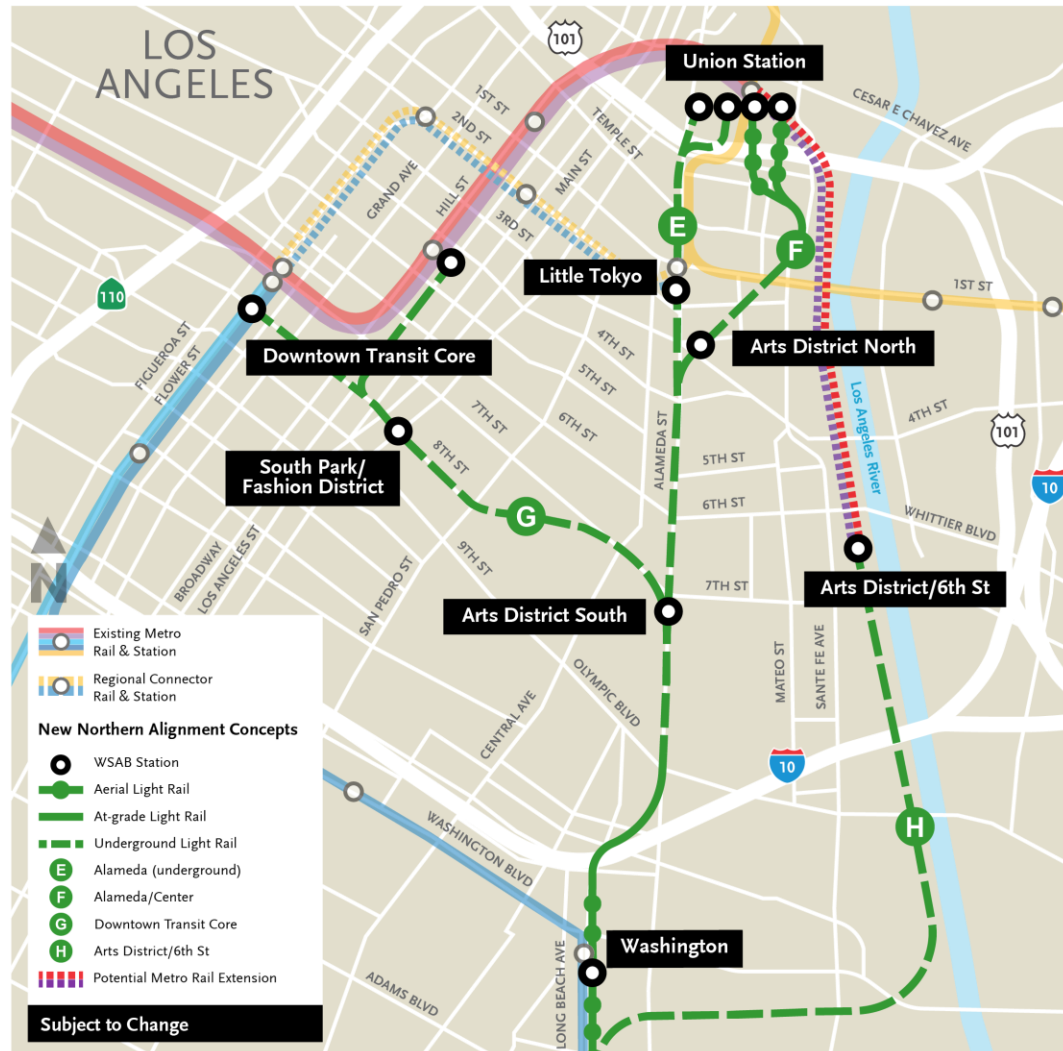 LOS
ANGELES
101
Union Station
CESAR E CHAVEZ AVE
1ST ST
2ND ST
TEMPLE ST
MAIN ST
GRAND AVE
HILL ST
3RD ST
E
F
Little Tokyo
1ST ST
110
FIGUEROA ST
FLOWER ST
Downtown Transit Core
Arts District North
4TH ST
5TH ST
6TH ST
7TH ST
8TH ST
ALAMEDA ST
Los Angeles River
4TH ST
101
10
South Park/
Fashion District
5TH ST
6TH ST
WHITTIER BLVD
G
9TH ST
BROADWAY
LOS ANGELES ST
SAN PEDRO ST
N
7TH ST
Arts District/6th St
Arts District South
OLYMPIC BLVD
CENTRAL AVE
MATEO ST
SANTE FE AVE
10
H
WASHINGTON BLVD
Washington
LONG BEACH AVE
ADAMS BLVD
Existing Metro
Rail & Station
Regional Connector
Rail & Station
New Northern Alignment Concepts
WSAB Station
Aerial Light Rail
At-grade Light Rail
Underground Light Rail
E Alameda (underground)
F Alameda/Center
G Downtown Transit Core
H Arts District/6th St
Potential Metro Rail Extension
Subject to Change